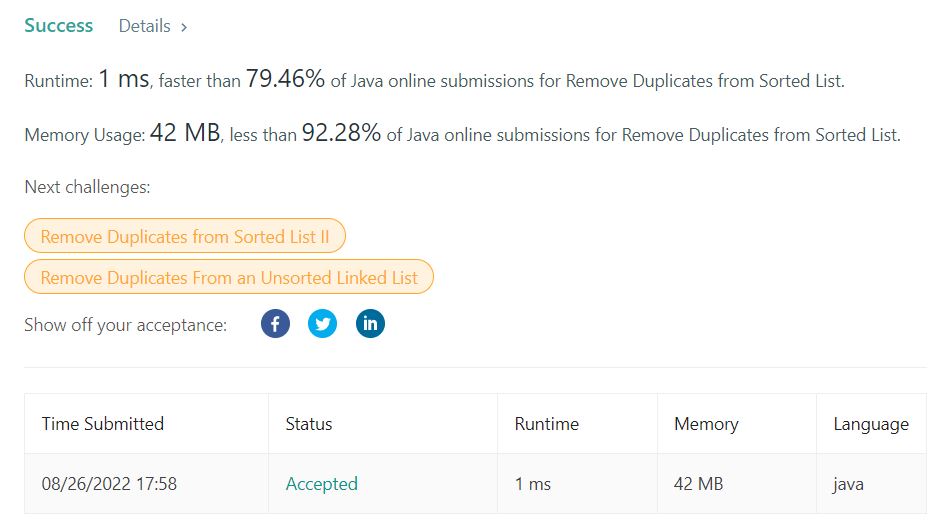 Success Details >
Runtime: 1 ms, faster than 79.46% of Java online submissions for Remove Duplicates from Sorted List.
Memory Usage: 42 MB, less than 92.28% of Java online submissions for Remove Duplicates from Sorted List.
Next challenges:
Remove Duplicates from Sorted List II
Remove Duplicates From an Unsorted Linked List
Show off your acceptance: f in
Time Submitted Status Runtime Memory Language
08/26/2022 17:58 Accepted 1 ms 42 MB java